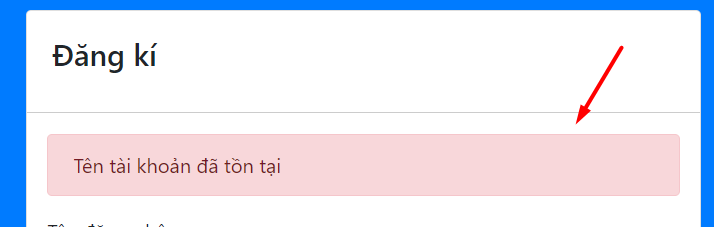 Đăng kí
Tên tài khoản đã tồn tại